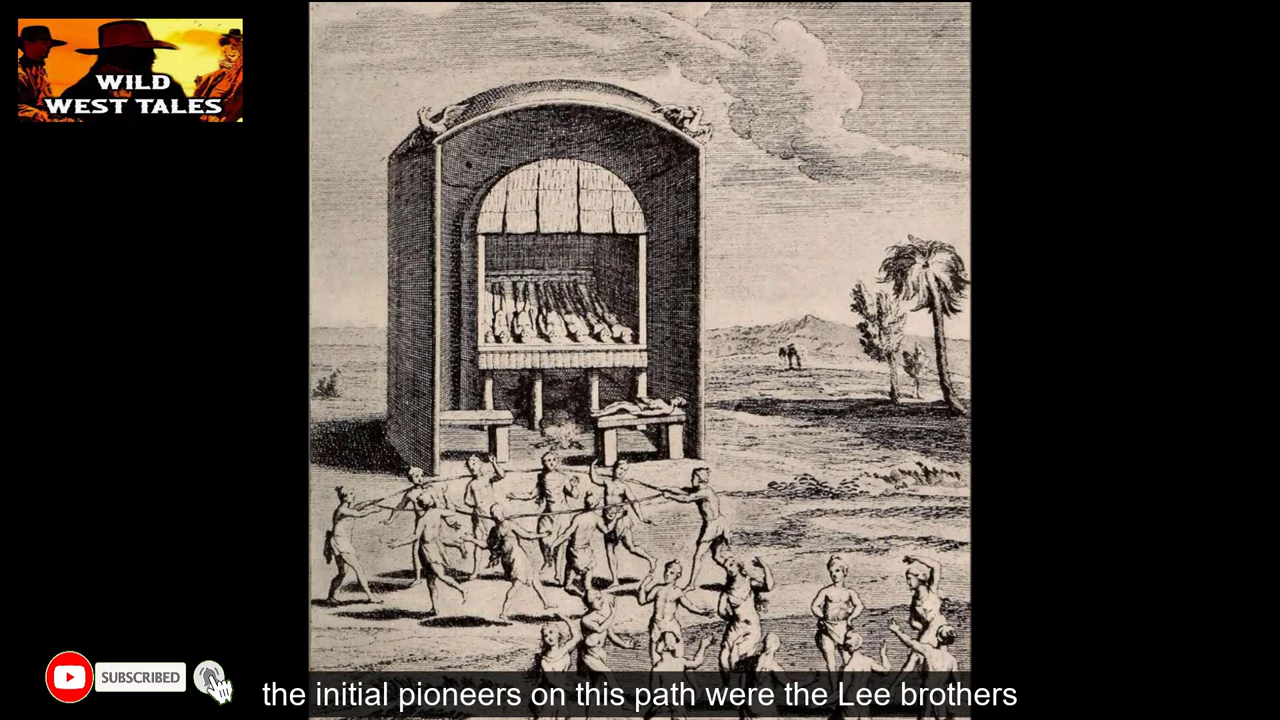 WILD
WEST TALES
SUBSCRIBED
the initial pioneers on this path were the Lee brothers